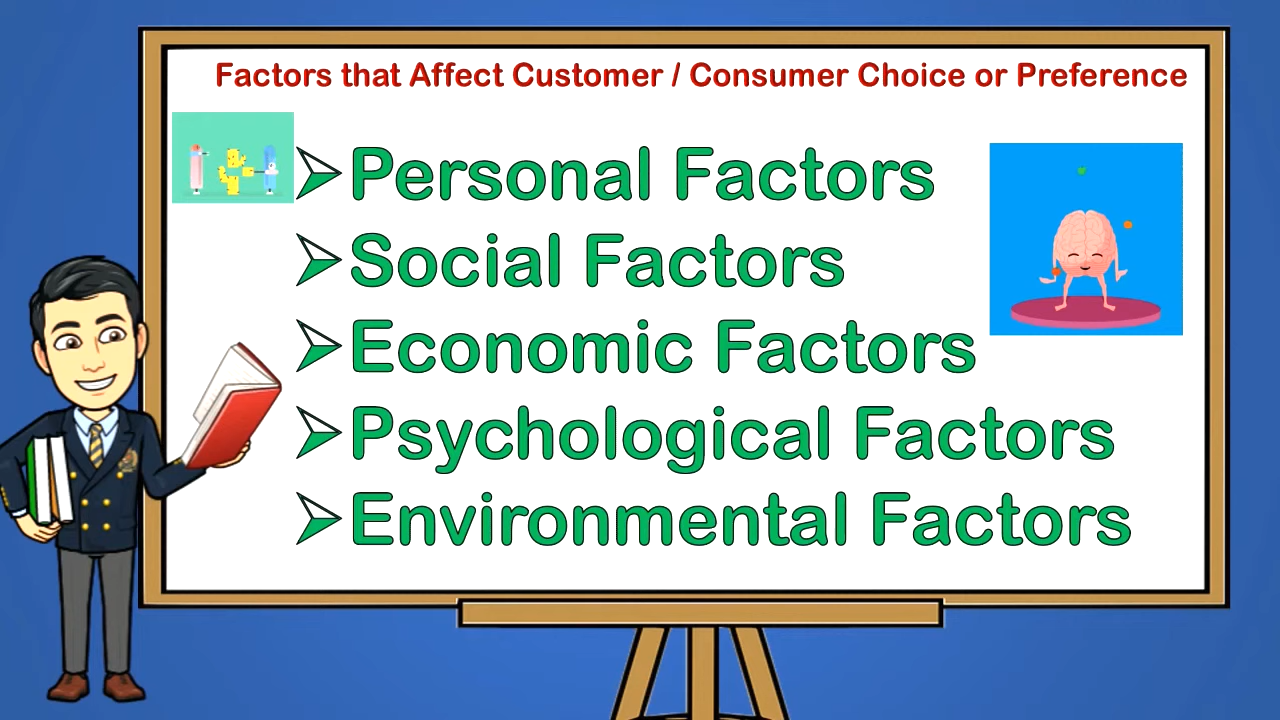 Factors that Affect Customer / Consumer Choice or Preference
Personal Factors
Social Factors
Economic Factors
Psychological Factors
Environmental Factors